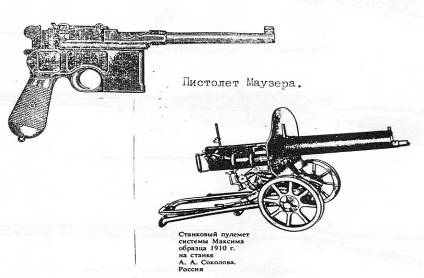 Пистолет Маузера.
Станковый пулемет
системы Максима
образца 1910 г.
на станке
А. А. Соколова.
Россия